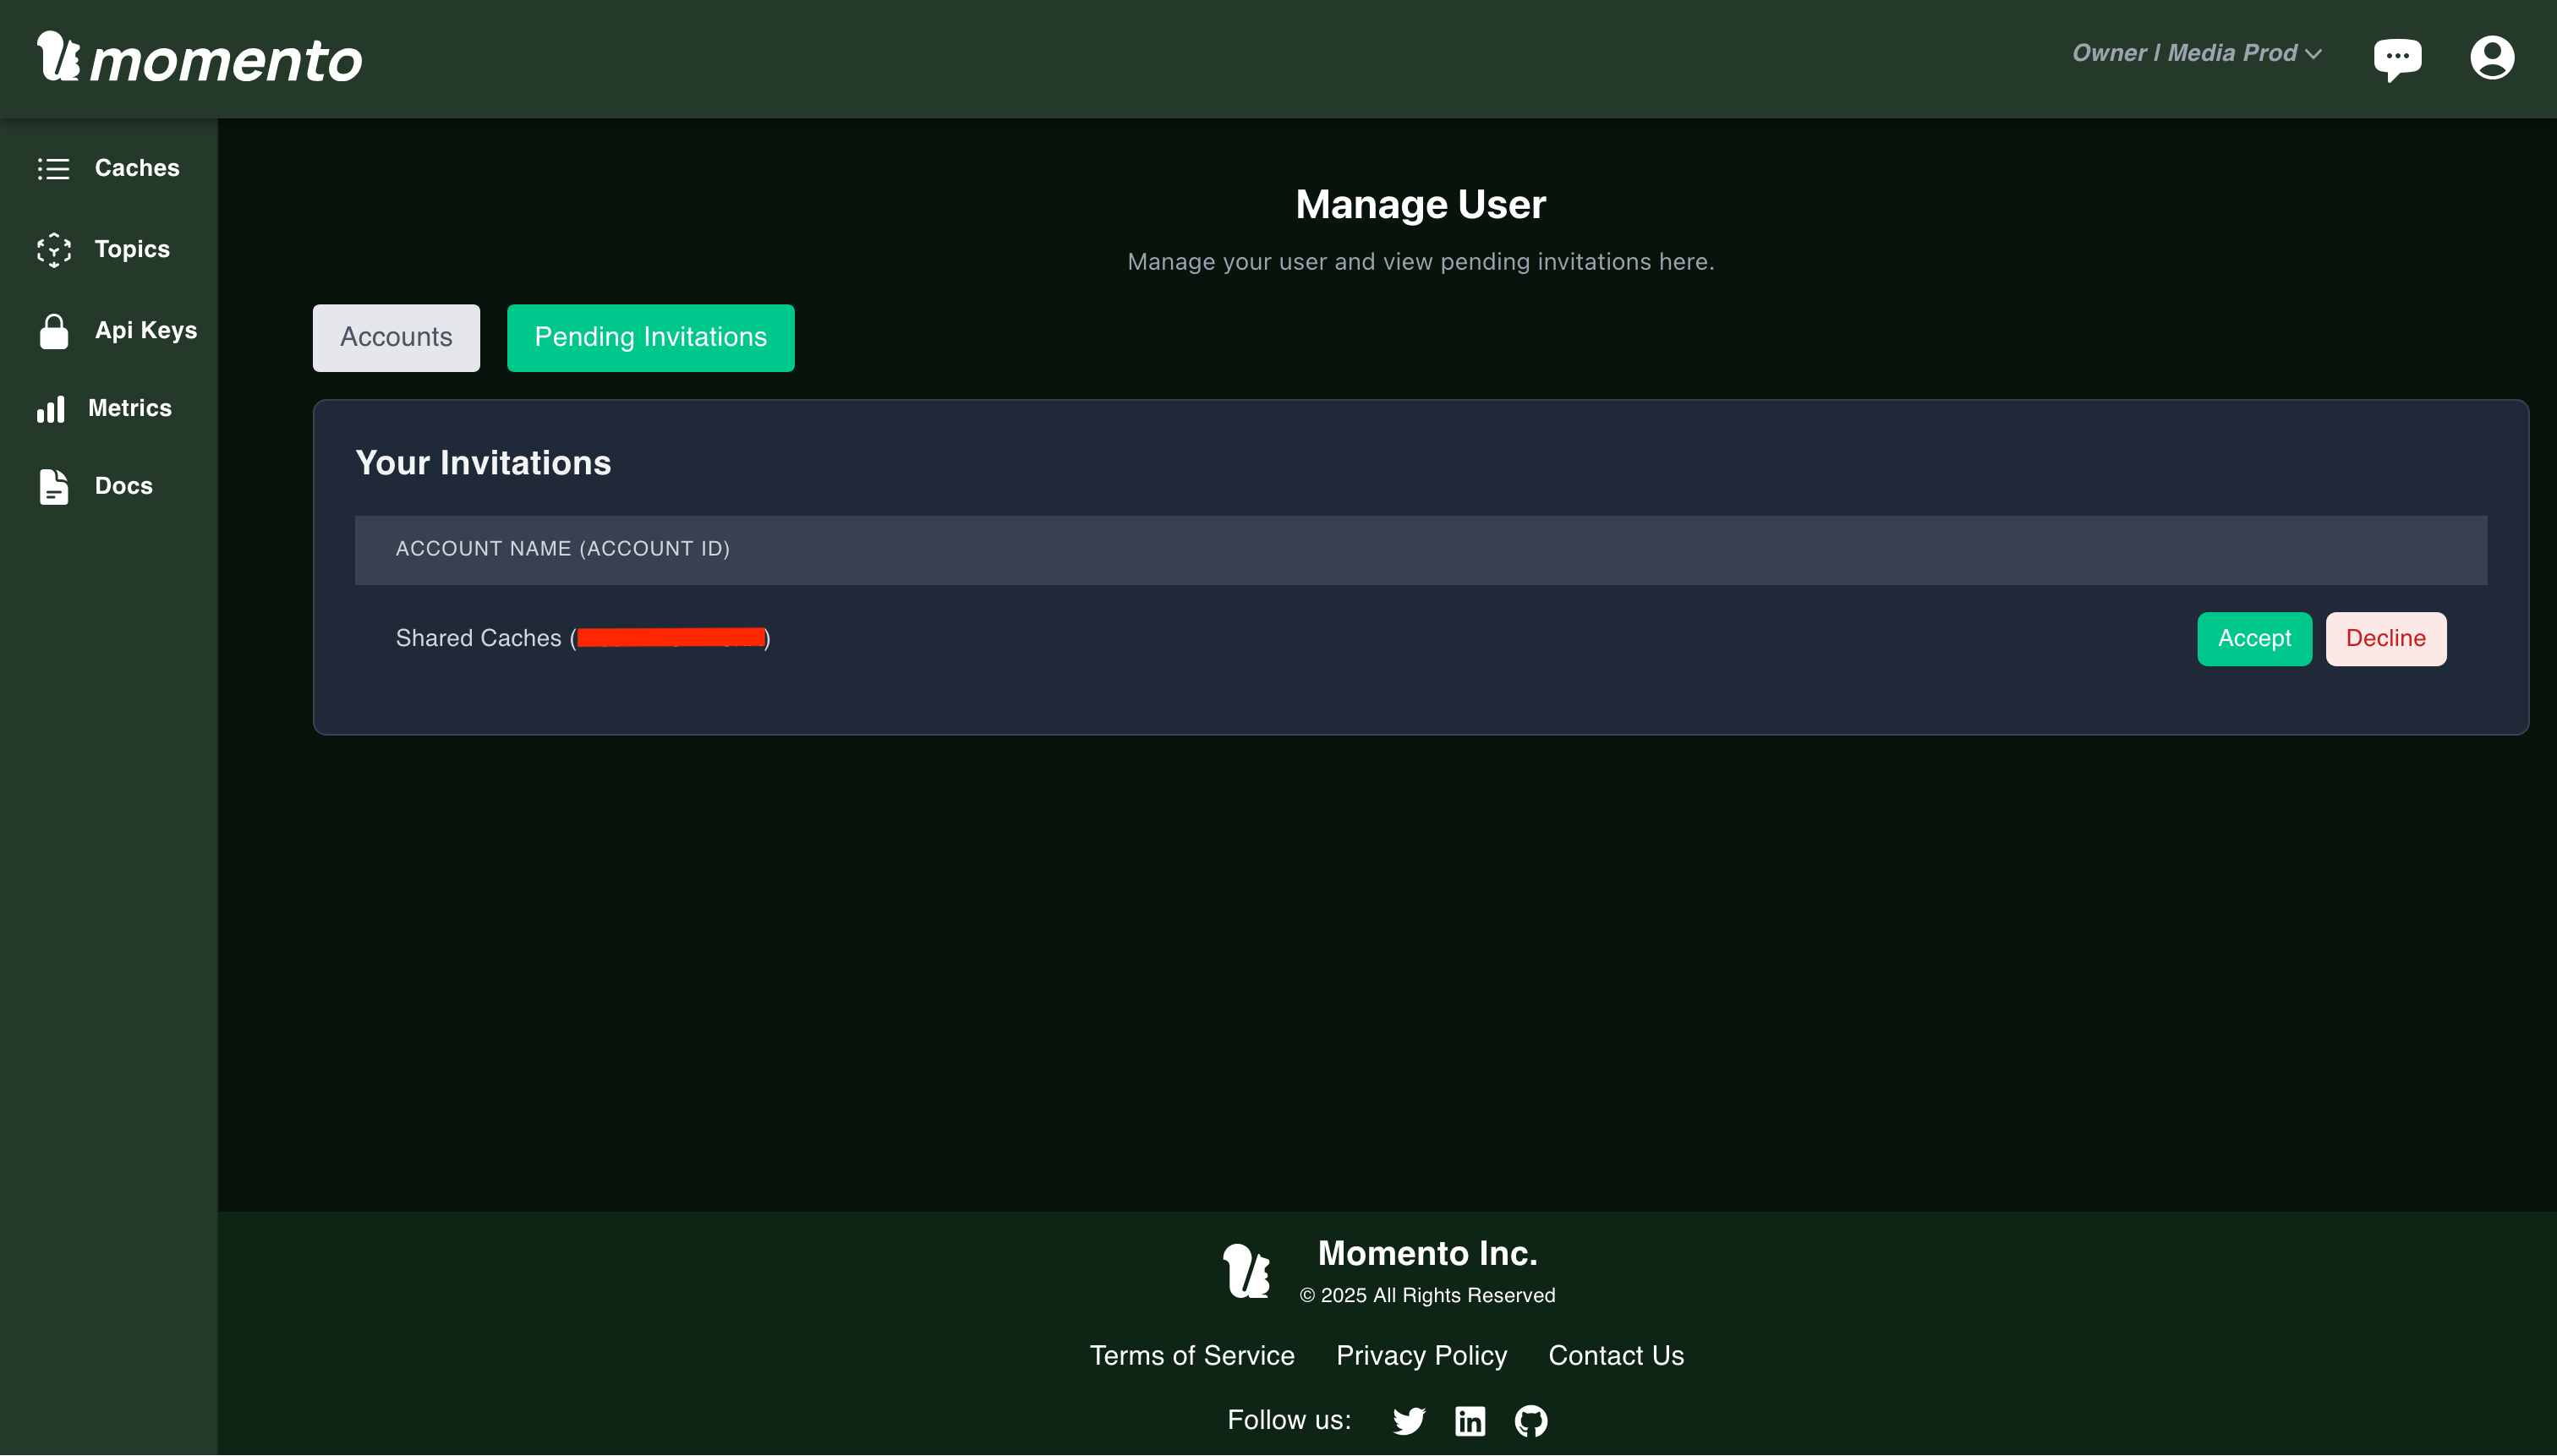 momento
Owner | Media Prod
Caches
Topics
Api Keys
Metrics
Docs
Manage User
Manage your user and view pending invitations here.
Accounts
Pending Invitations
Your Invitations
ACCOUNT NAME (ACCOUNT ID)
Shared Caches ( )
Accept
Decline
Momento Inc.
© 2025 All Rights Reserved
Terms of Service Privacy Policy Contact Us
Follow us: